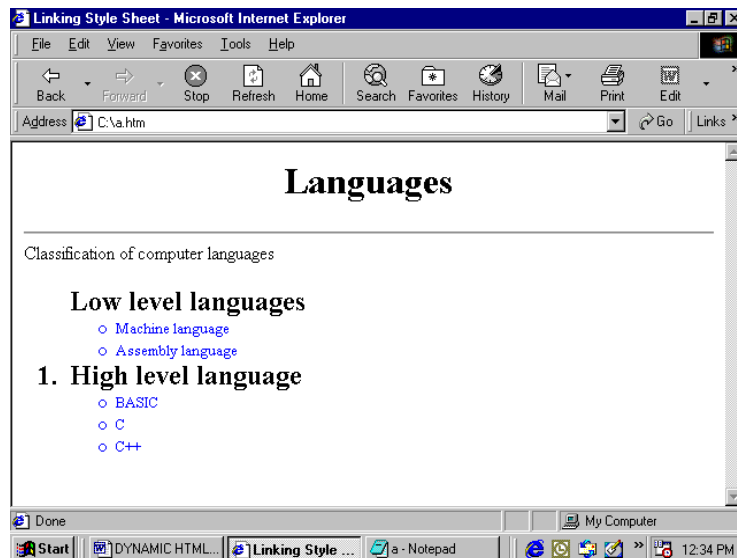 Linking Style Sheet - Microsoft Internet Explorer
File Edit View Favorites Tools Help
Back Forward Stop Refresh Home Search Favorites History Mail Print Edit »
Address C:\a.htm Go Links »
Languages
Classification of computer languages
Low level languages
Machine language
Assembly language
1. High level language
BASIC
C
C++
Done My Computer
Start DYNAMIC HTML... Linking Style ... a - Notepad » 12:34 PM